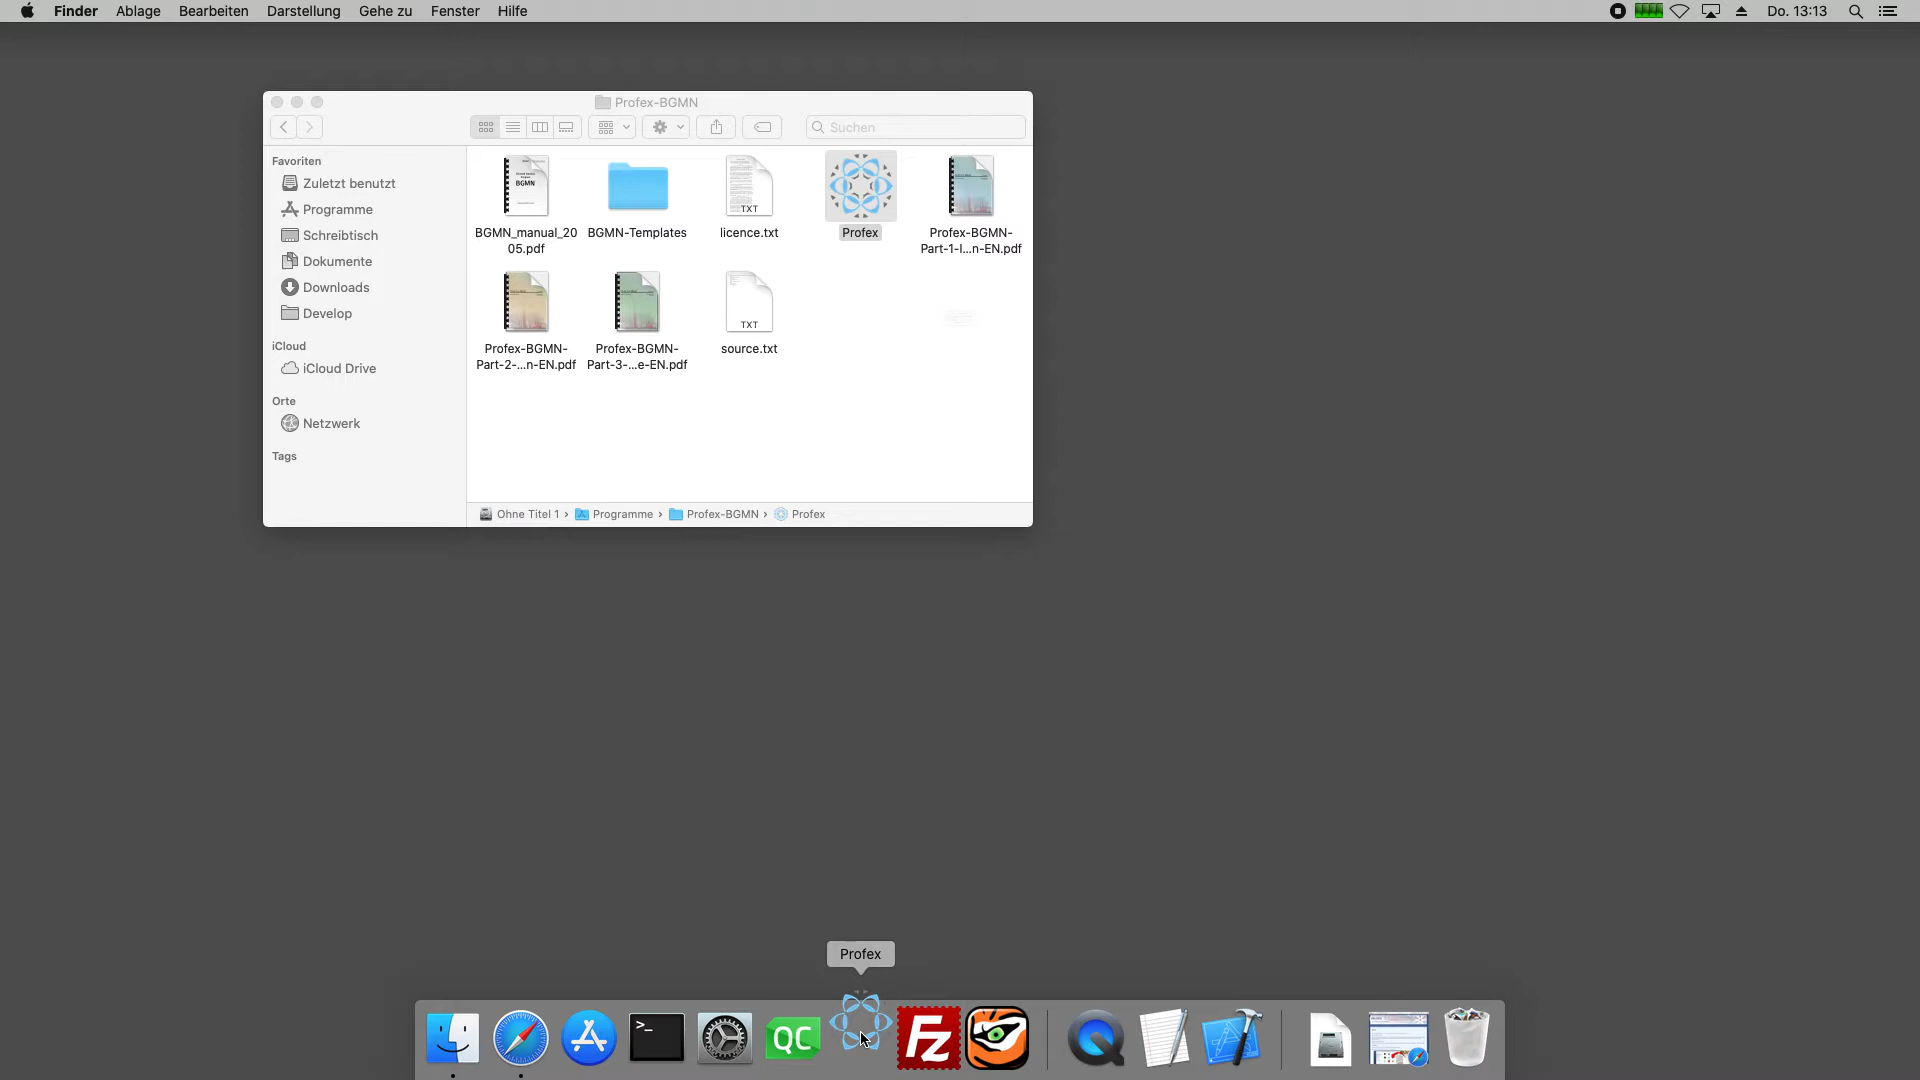 Finder Ablage Bearbeiten Darstellung Gehe zu Fenster Hilfe
Do. 13:13
Profex-BGMN
Suchen
Favoriten
Zuletzt benutzt
Programme
Schreibtisch
Dokumente
Downloads
Develop
iCloud
iCloud Drive
Orte
Netzwerk
Tags
BGMN
TXT
BGMN_manual_20
05.pdf
BGMN-Templates
licence.txt
Profex
Profex-BGMN-
Part-1-I...n-EN.pdf
TXT
Profex-BGMN-
Part-2-...n-EN.pdf
Profex-BGMN-
Part-3-...e-EN.pdf
source.txt
Ohne Titel 1 › Programme › Profex-BGMN › Profex
Profex
>_
QC
FZ